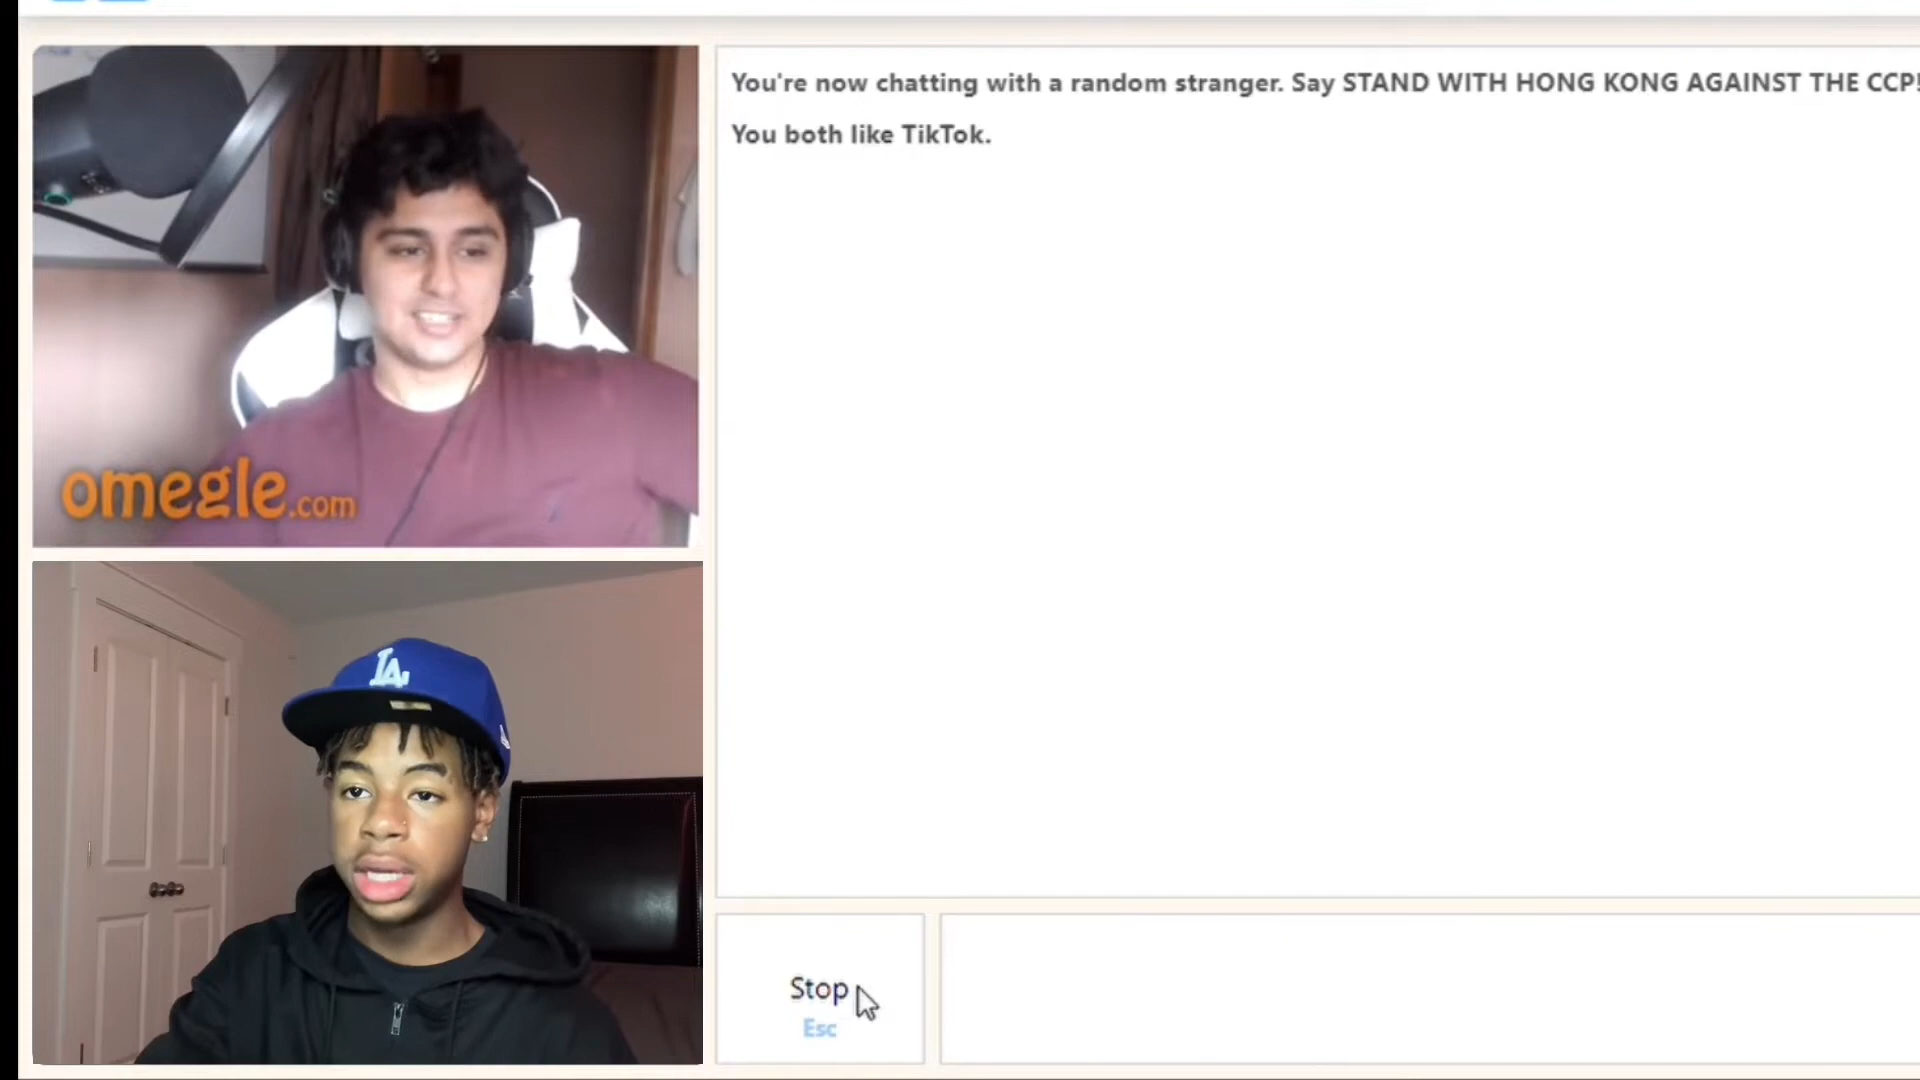 You're now chatting with a random stranger. Say STAND WITH HONG KONG AGAINST THE CCP!
You both like TikTok.
omegle.com
LA
Stop
Esc